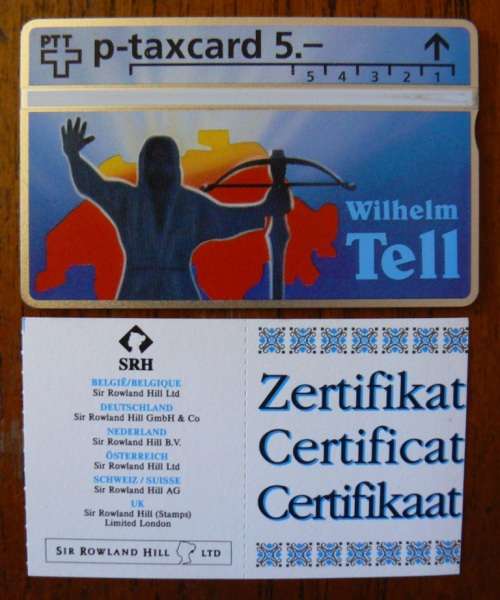 PTT
p-taxcard 5.–
5 4 3 2 1
Wilhelm
Tell
SRH
BELGIË/BELGIQUE
Sir Rowland Hill Ltd
DEUTSCHLAND
Sir Rowland Hill GmbH & Co
NEDERLAND
Sir Rowland Hill B.V.
ÖSTERREICH
Sir Rowland Hill Ltd
SCHWEIZ / SUISSE
Sir Rowland Hill AG
UK
Sir Rowland Hill (Stamps)
Limited London
SIR ROWLAND HILL LTD
Zertifikat
Certificat
Certifikaat